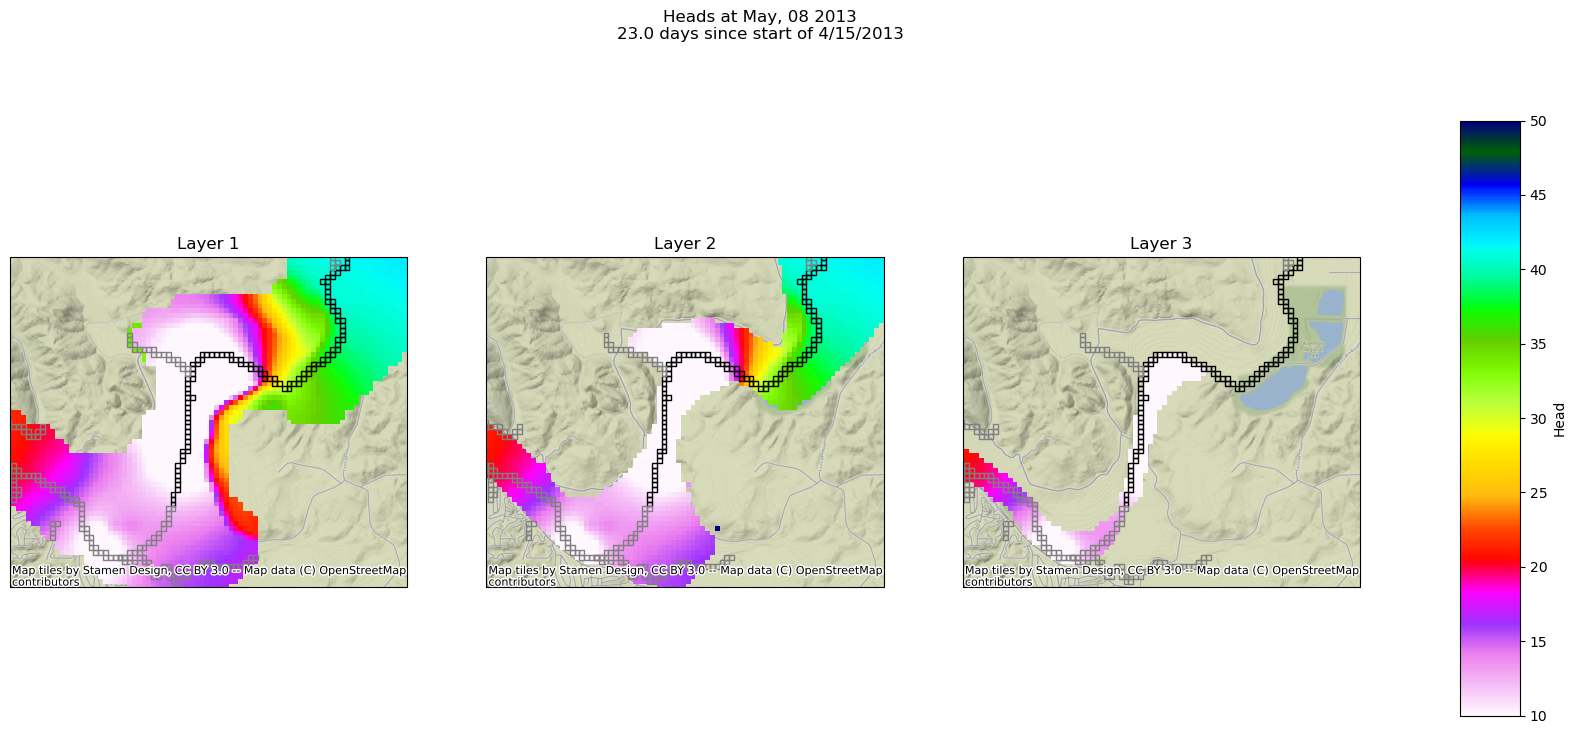 Heads at May, 08 2013
23.0 days since start of 4/15/2013
Layer 1
Layer 2
Layer 3
Map tiles by Stamen Design, CC BY 3.0 -- Map data (C) OpenStreetMap
contributors
Map tiles by Stamen Design, CC BY 3.0 -- Map data (C) OpenStreetMap
contributors
Map tiles by Stamen Design, CC BY 3.0 -- Map data (C) OpenStreetMap
contributors
50
45
40
35
30
25
20
15
10
Head